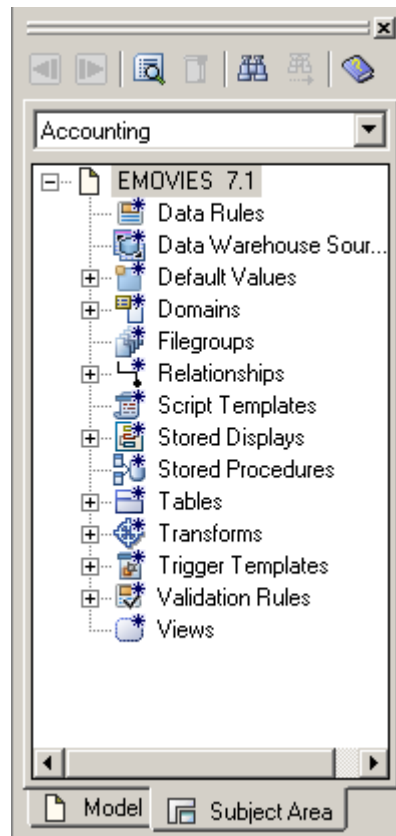 Accounting
EMOVIES 7.1
Data Rules
Data Warehouse Sour...
Default Values
Domains
Filegroups
Relationships
Script Templates
Stored Displays
Stored Procedures
Tables
Transforms
Trigger Templates
Validation Rules
Views
Model Subject Area